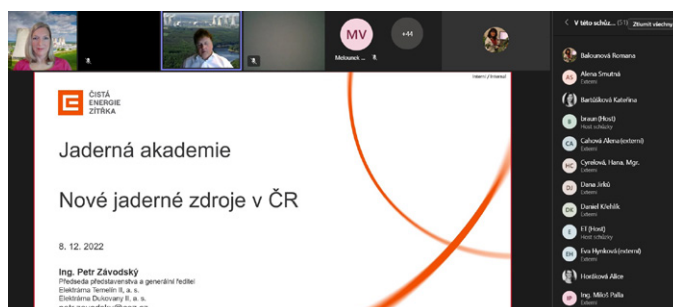 MV
+44
Melounek ...
V této schůz... (51)
Ztlumit všechny
Interní / Internal
ČISTÁ
ENERGIE
ZÍTŘKA
Jaderná akademie
Nové jaderné zdroje v ČR
8. 12. 2022
Ing. Petr Závodský
Předseda představenstva a generální ředitel
Elektrárna Temelín II, a. s.
Elektrárna Dukovany II, a. s.
Balounová Romana
AS
Alena Smutná
Externí
Bartůšková Kateřina
B
braun (Host)
Host schůzky
CA
Cahová Alena (externí)
Externí
HC
Cyrelová, Hana, Mgr.
Externí
DJ
Dana Jirků
Externí
DK
Daniel Křehlík
Externí
E
ET (Host)
Host schůzky
EH
Eva Hynková (externí)
Externí
Horáková Alice
IP
Ing. Miloš Palla
Externí